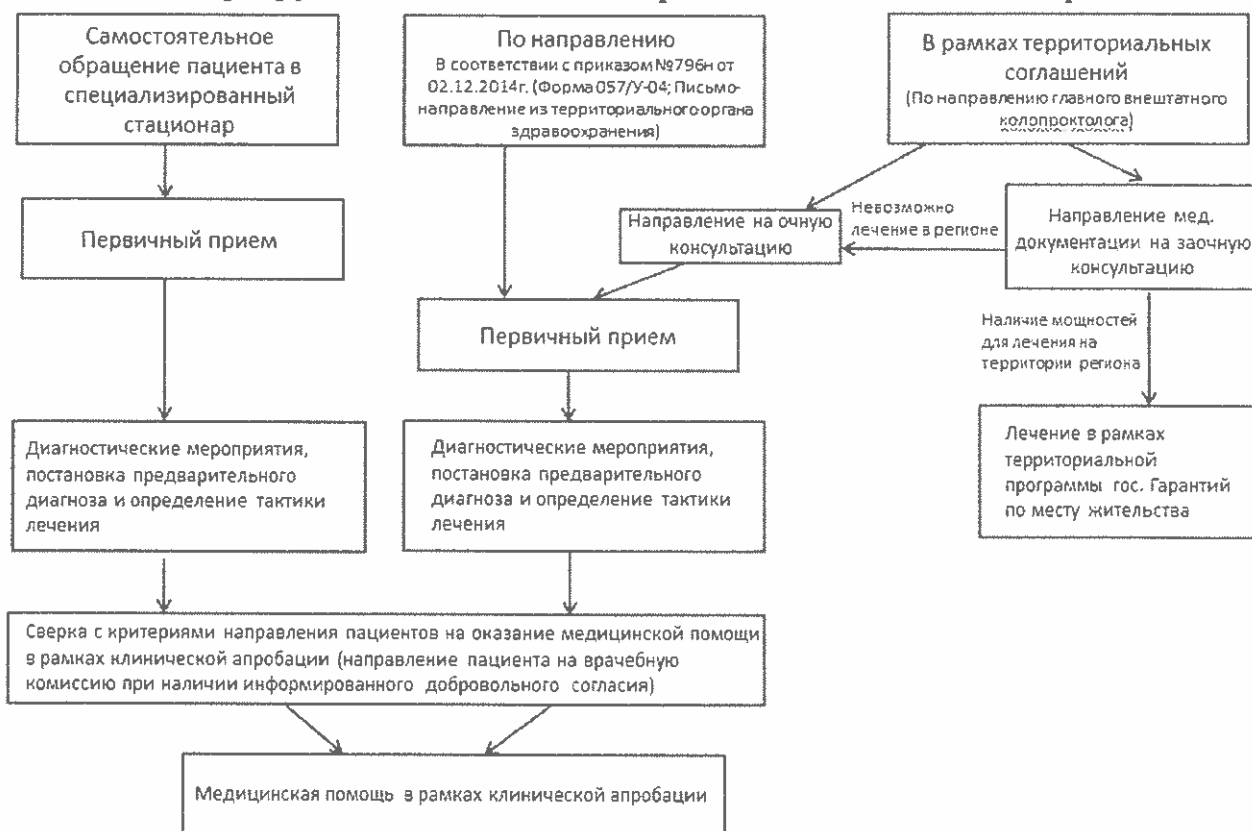 Самостоятельное
обращение пациента в
специализированный
стационар
По направлению
В соответствии с приказом №796н от
02.12.2014г. (Форма 057/У-04; Письмо-
направление из территориального органа
здравоохранения)
В рамках территориальных
соглашений
(По направлению главного внештатного
колопроктолога)
Первичный прием
Направление на очную
консультацию
Невозможно
лечение в регионе
Направление мед.
документации на заочную
консультацию
Первичный прием
Наличие мощностей
для лечения на
территории региона
Диагностические мероприятия,
постановка предварительного
диагноза и определение тактики
лечения
Диагностические мероприятия,
постановка предварительного
диагноза и определение тактики
лечения
Лечение в рамках
территориальной
программы гос. Гарантий
по месту жительства
Сверка с критериями направления пациентов на оказание медицинской помощи
в рамках клинической апробации (направление пациента на врачебную
комиссию при наличии информированного добровольного согласия)
Медицинская помощь в рамках клинической апробации